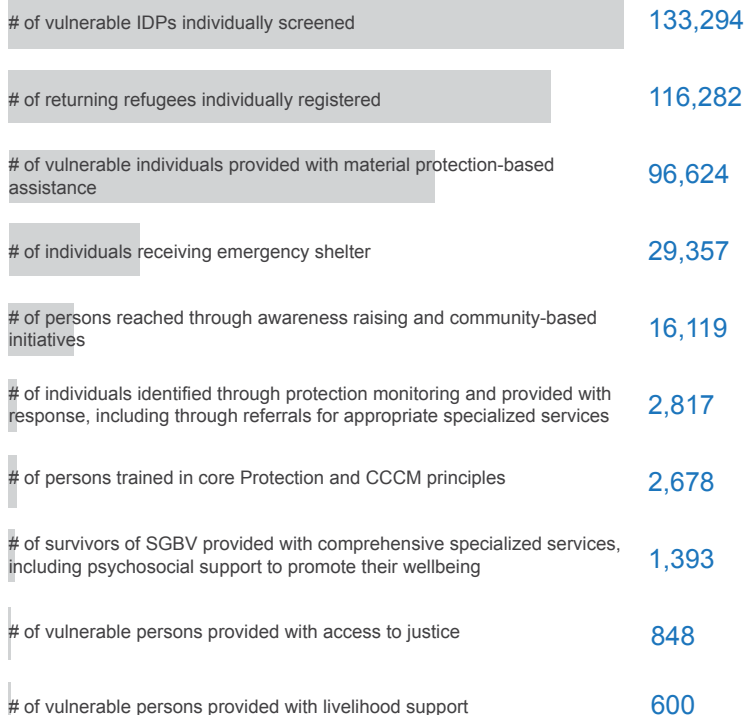 # of vulnerable IDPs individually screened 133,294
# of returning refugees individually registered 116,282
# of vulnerable individuals provided with material protection-based
assistance 96,624
# of individuals receiving emergency shelter 29,357
# of persons reached through awareness raising and community-based
initiatives 16,119
# of individuals identified through protection monitoring and provided with
response, including through referrals for appropriate specialized services 2,817
# of persons trained in core Protection and CCCM principles 2,678
# of survivors of SGBV provided with comprehensive specialized services,
including psychosocial support to promote their wellbeing 1,393
# of vulnerable persons provided with access to justice 848
# of vulnerable persons provided with livelihood support 600